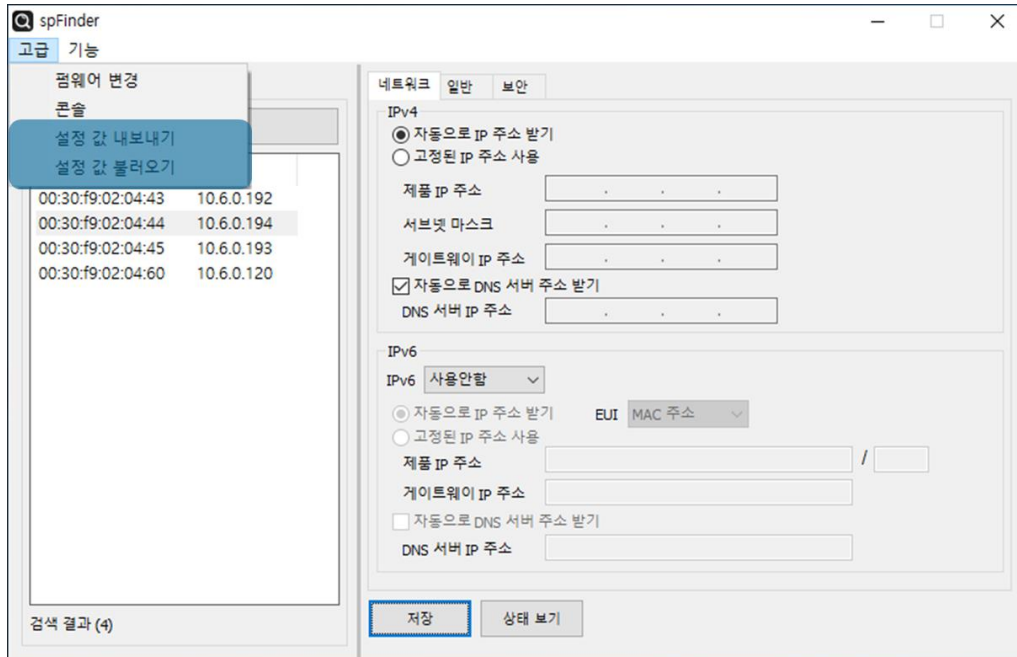 spFinder
고급 기능
펌웨어 변경
콘솔
설정 값 내보내기
설정 값 불러오기
00:30:f9:02:04:43 10.6.0.192
00:30:f9:02:04:44 10.6.0.194
00:30:f9:02:04:45 10.6.0.193
00:30:f9:02:04:60 10.6.0.120
검색 결과 (4)
네트워크 일반 보안
IPv4
자동으로 IP 주소 받기
고정된 IP 주소 사용
제품 IP 주소 . . .
서브넷 마스크 . . .
게이트웨이 IP 주소 . . .
자동으로 DNS 서버 주소 받기
DNS 서버 IP 주소 . . .
IPv6
IPv6 사용안함
자동으로 IP 주소 받기 EUI MAC 주소
고정된 IP 주소 사용
제품 IP 주소 /
게이트웨이 IP 주소
자동으로 DNS 서버 주소 받기
DNS 서버 IP 주소
저장 상태 보기